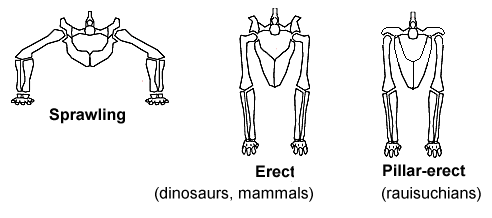 Sprawling
Erect
(dinosaurs, mammals)
Pillar-erect
(rauisuchians)